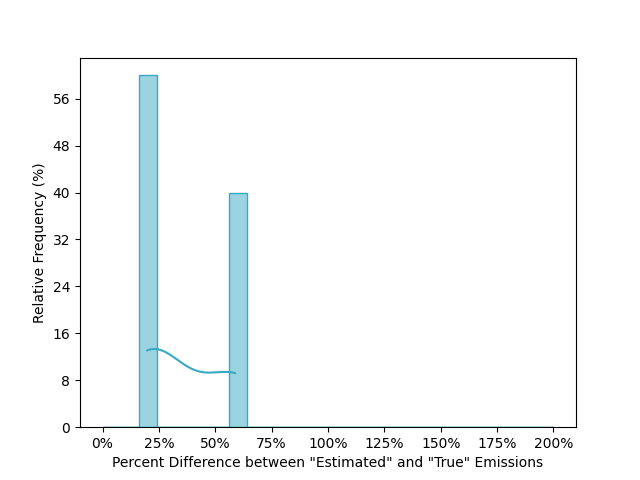 56
48
40
32
24
16
8
0
Relative Frequency (%)
0% 25% 50% 75% 100% 125% 150% 175% 200%
Percent Difference between "Estimated" and "True" Emissions